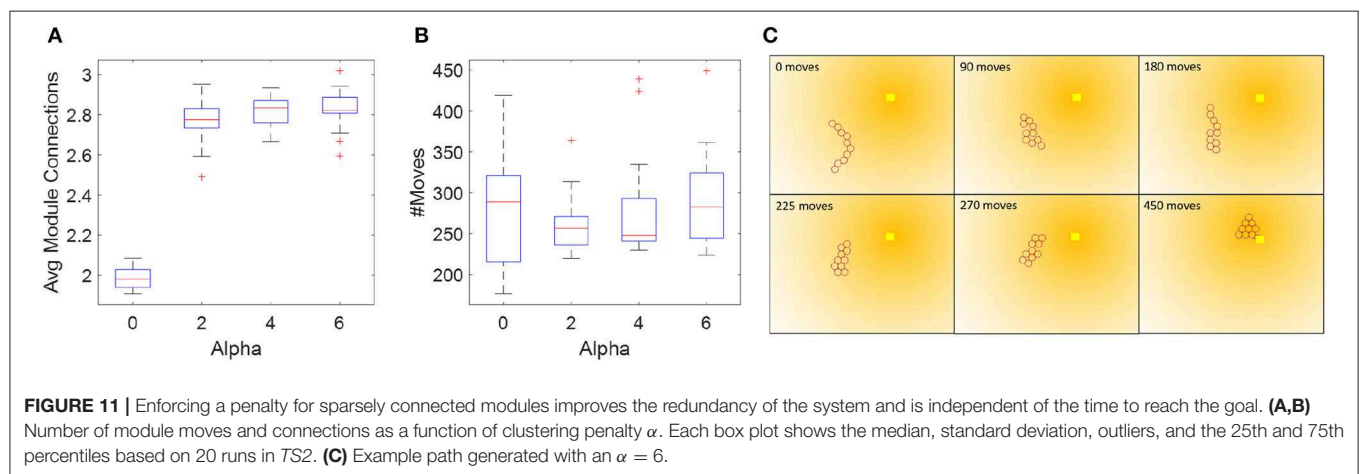 A
Avg Module Connections
3
2.8
2.6
2.4
2.2
2
0 2 4 6
Alpha
B
#Moves
450
400
350
300
250
200
0 2 4 6
Alpha
C
0 moves
90 moves
180 moves
225 moves
270 moves
450 moves
FIGURE 11 | Enforcing a penalty for sparsely connected modules improves the redundancy of the system and is independent of the time to reach the goal. (A,B)
Number of module moves and connections as a function of clustering penalty α. Each box plot shows the median, standard deviation, outliers, and the 25th and 75th
percentiles based on 20 runs in TS2. (C) Example path generated with an α = 6.